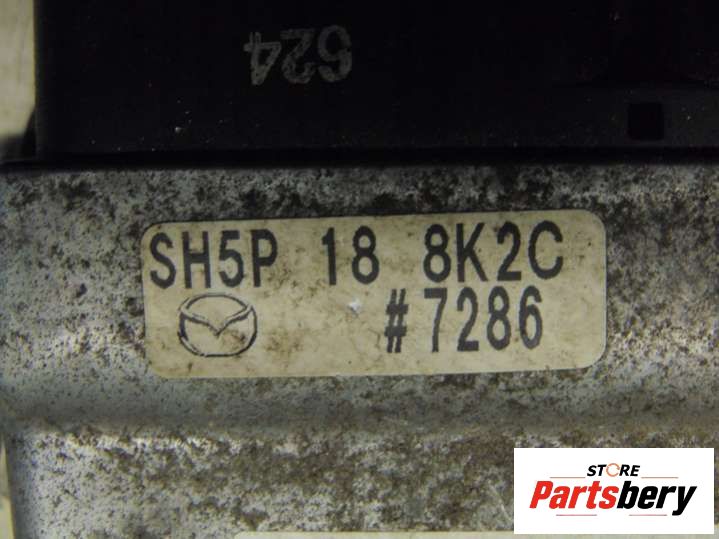 624
SH5P 18 8K2C
#7286
STORE
Partsbery